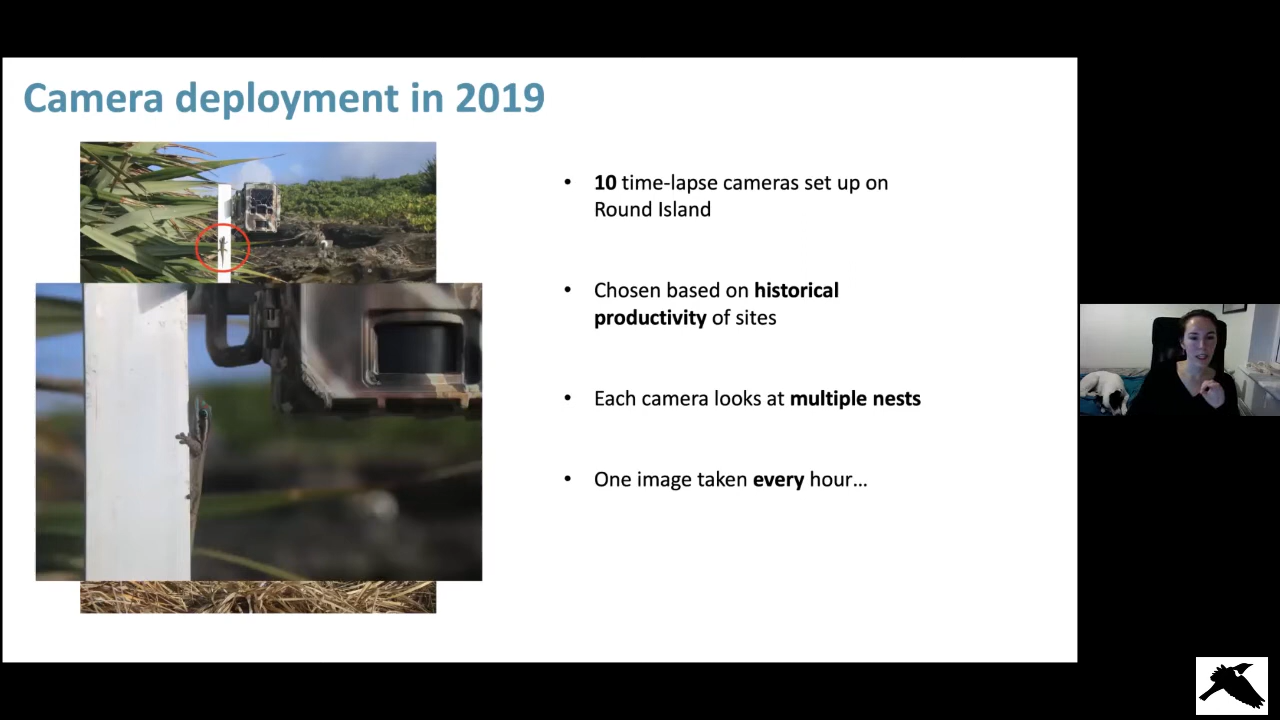 Camera deployment in 2019
• 10 time-lapse cameras set up on
Round Island
• Chosen based on historical
productivity of sites
• Each camera looks at multiple nests
• One image taken every hour...